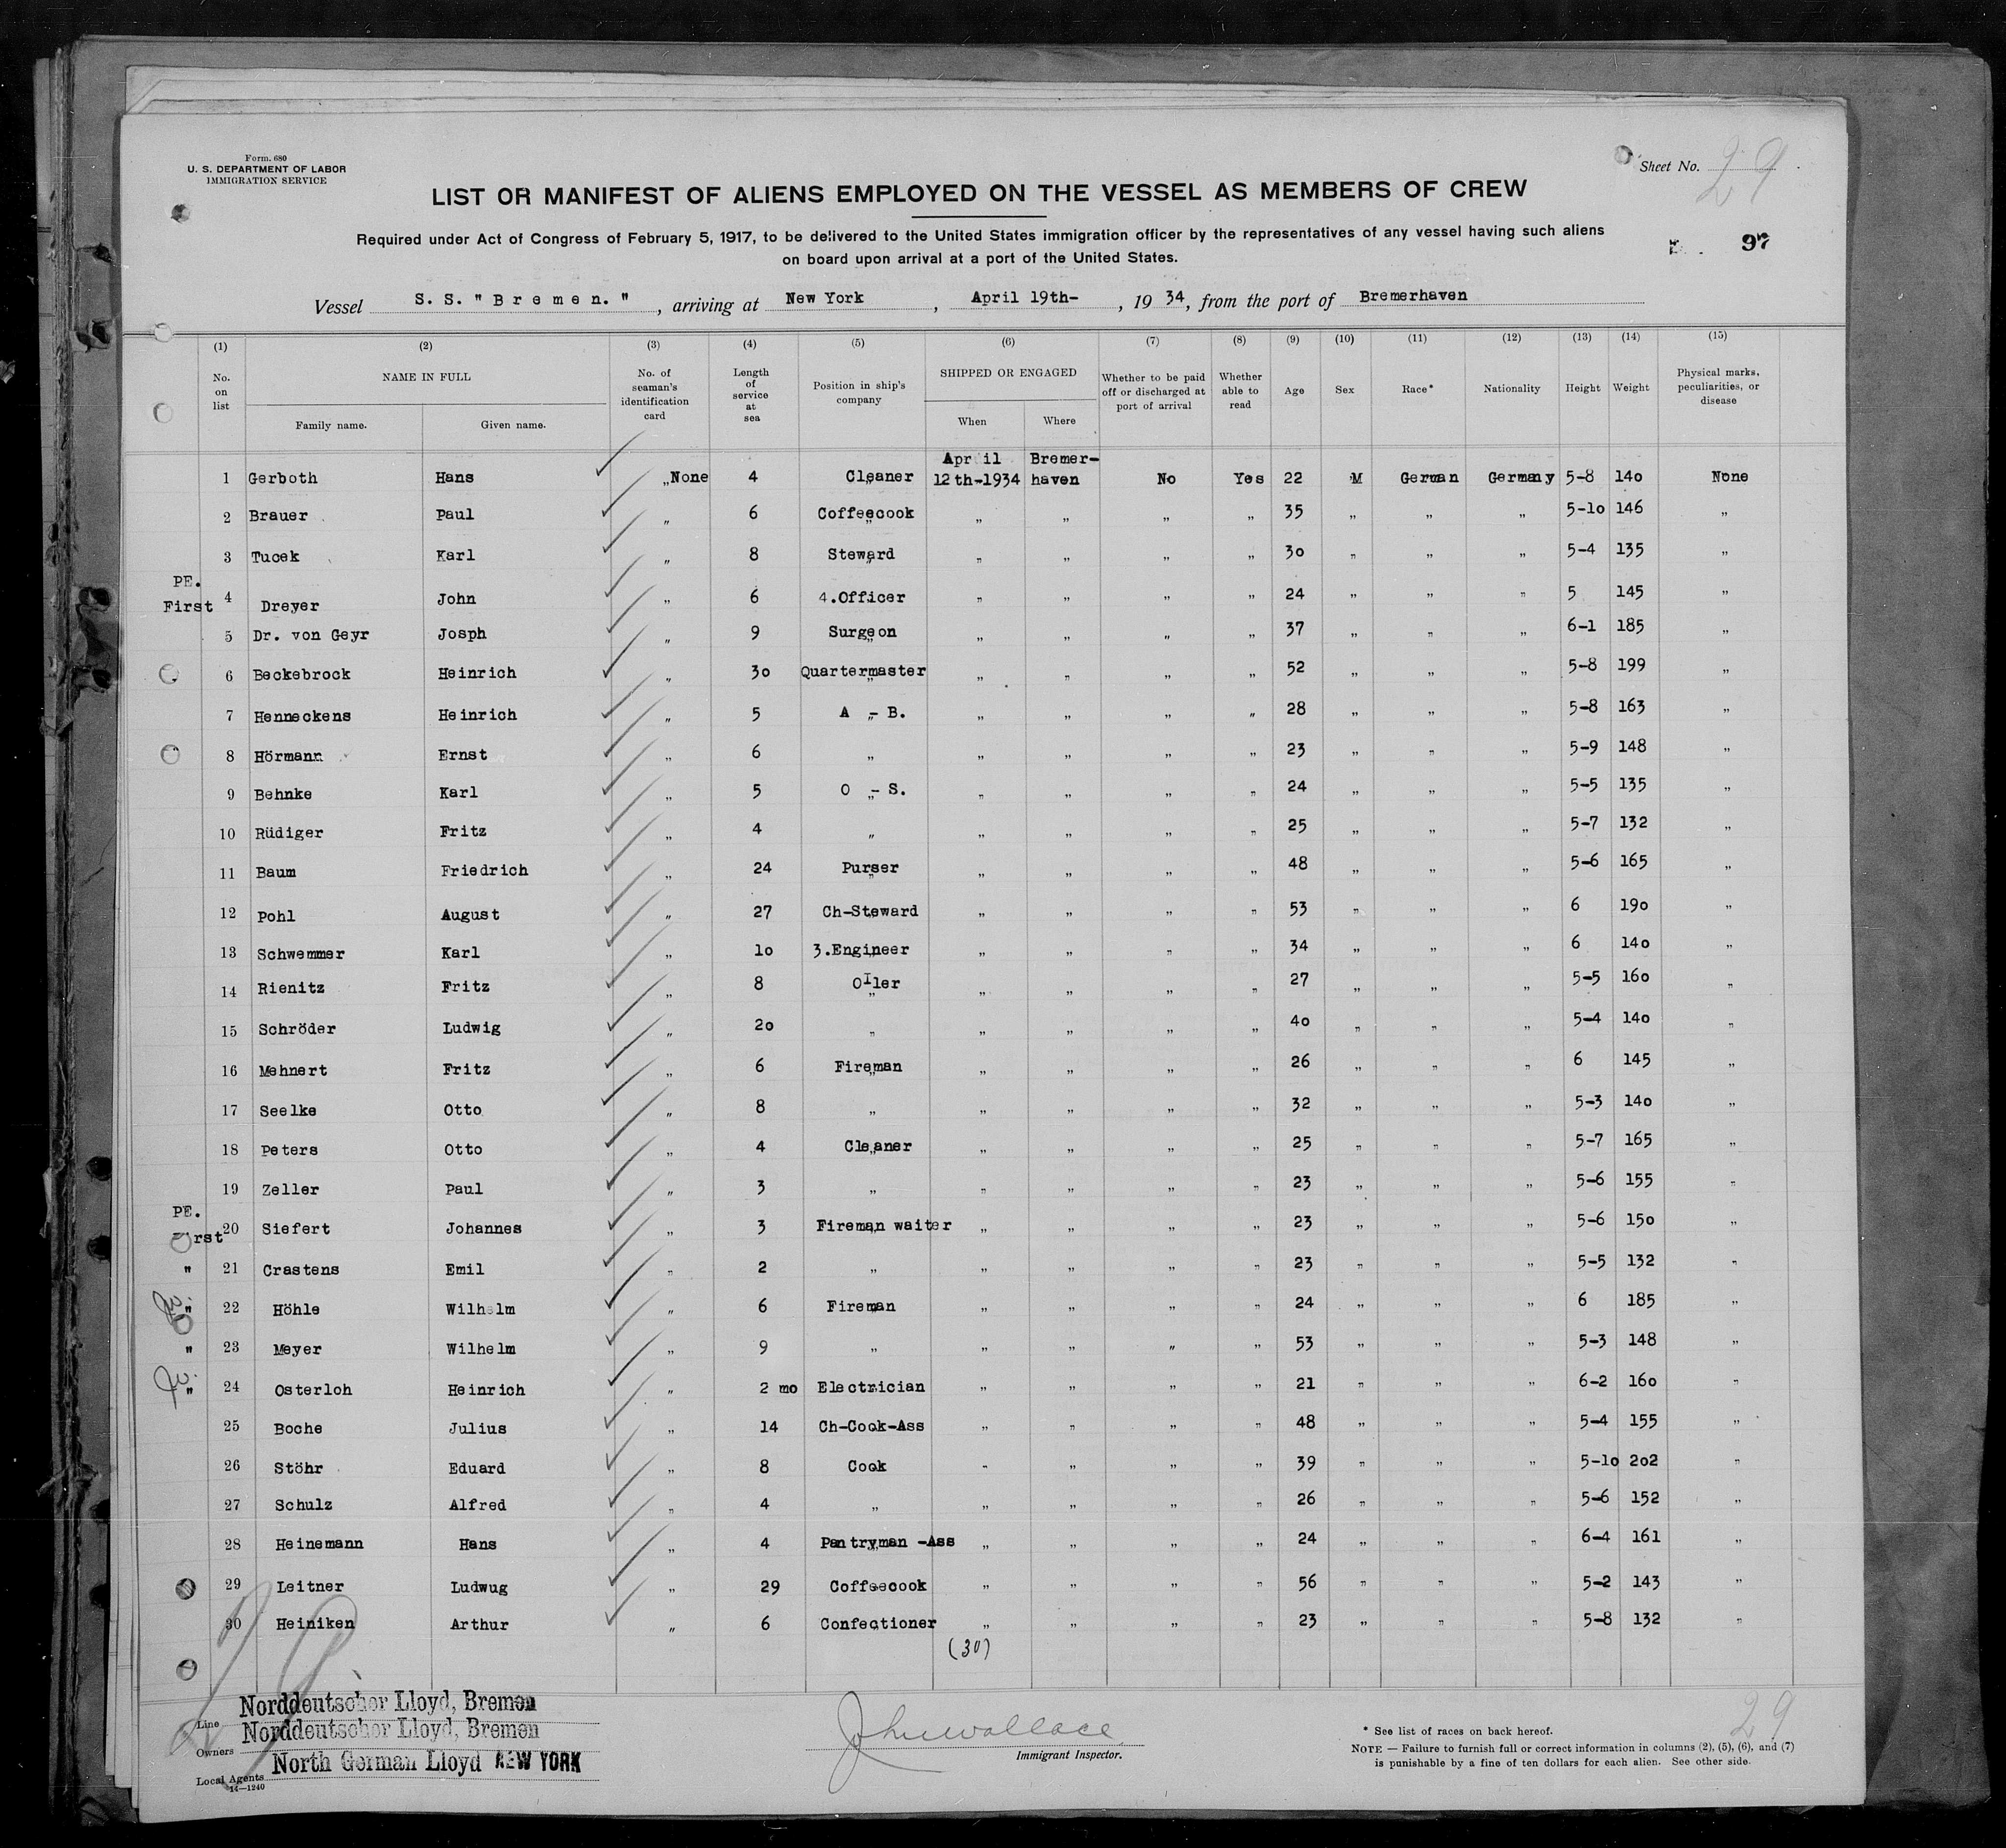 Form. 680
U. S. DEPARTMENT OF LABOR
IMMIGRATION SERVICE
Sheet No. 29
LIST OR MANIFEST OF ALIENS EMPLOYED ON THE VESSEL AS MEMBERS OF CREW
Required under Act of Congress of February 5, 1917, to be delivered to the United States immigration officer by the representatives of any vessel having such aliens
on board upon arrival at a port of the United States.
97
Vessel S. S. " B r e m e n. " , arriving at New York , April 19th- , 19 34, from the port of Bremerhaven
(1) (2) (3) (4) (5) (6) (7) (8) (9) (10) (11) (12) (13) (14) (15)
No. on list NAME IN FULL Family name. Given name. No. of seaman's identification card Length of service at sea Position in ship's company SHIPPED OR ENGAGED When Where Whether to be paid off or discharged at port of arrival Whether able to read Age Sex Race* Nationality Height Weight Physical marks, peculiarities, or disease
April Bremer-
1 Gerboth Hans „None 4 Cleaner 12th-1934 haven No Yes 22 M German Germany 5-8 140 None
2 Brauer Paul „ 6 Coffeecook „ „ „ „ 35 „ „ „ 5-10 146 „
3 Tucek Karl „ 8 Steward „ „ „ „ 30 „ „ „ 5-4 135 „
PE.
First 4 Dreyer John „ 6 4.Officer „ „ „ „ 24 „ „ „ 5 145 „
5 Dr. von Geyr Josph „ 9 Surgeon „ „ „ „ 37 „ „ „ 6-1 185 „
6 Beckebrock Heinrich „ 30 Quartermaster „ „ „ „ 52 „ „ „ 5-8 199 „
7 Henneckens Heinrich „ 5 A - B. „ „ „ „ 28 „ „ „ 5-8 163 „
8 Hörmann Ernst „ 6 „ „ „ „ „ 23 „ „ „ 5-9 148 „
9 Behnke Karl „ 5 O - S. „ „ „ „ 24 „ „ „ 5-5 135 „
10 Rüdiger Fritz „ 4 „ „ „ „ „ 25 „ „ „ 5-7 132 „
11 Baum Friedrich „ 24 Purser „ „ „ „ 48 „ „ „ 5-6 165 „
12 Pohl August „ 27 Ch-Steward „ „ „ „ 53 „ „ „ 6 190 „
13 Schwemmer Karl „ 10 3.Engineer „ „ „ „ 34 „ „ „ 6 140 „
14 Rienitz Fritz „ 8 OIler „ „ „ „ 27 „ „ „ 5-5 160 „
15 Schröder Ludwig „ 20 „ „ „ „ „ 40 „ „ „ 5-4 140 „
16 Mehnert Fritz „ 6 Fireman „ „ „ „ 26 „ „ „ 6 145 „
17 Seelke Otto „ 8 „ „ „ „ „ 32 „ „ „ 5-3 140 „
18 Peters Otto „ 4 Cleaner „ „ „ „ 25 „ „ „ 5-7 165 „
19 Zeller Paul „ 3 „ „ „ „ „ 23 „ „ „ 5-6 155 „
PE.
rst 20 Siefert Johannes „ 3 Fireman waiter „ „ „ „ 23 „ „ „ 5-6 150 „
" 21 Crastens Emil „ 2 „ „ „ „ „ 23 „ „ „ 5-5 132 „
" 22 Höhle Wilhelm „ 6 Fireman „ „ „ „ 24 „ „ „ 6 185 „
" 23 Meyer Wilhelm „ 9 „ „ „ „ „ 53 „ „ „ 5-3 148 „
" 24 Osterloh Heinrich „ 2 mo Electrician „ „ „ „ 21 „ „ „ 6-2 160 „
25 Boche Julius „ 14 Ch-Cook-Ass „ „ „ „ 48 „ „ „ 5-4 155 „
26 Stöhr Eduard „ 8 Cook „ „ „ „ 39 „ „ „ 5-10 202 „
27 Schulz Alfred „ 4 „ „ „ „ „ 26 „ „ „ 5-6 152 „
28 Heinemann Hans „ 4 Pantryman -Ass „ „ „ „ 24 „ „ „ 6-4 161 „
29 Leitner Ludwug „ 29 Coffeecook „ „ „ „ 56 „ „ „ 5-2 143 „
30 Heiniken Arthur „ 6 Confectioner „ „ „ „ 23 „ „ „ 5-8 132 „
(30)
29
Line Norddeutscher Lloyd, Bremen
Owners Norddeutscher Lloyd, Bremen
Local Agents North German Lloyd NEW YORK
14—1240
John Wallace
Immigrant Inspector.
29
* See list of races on back hereof.
NOTE — Failure to furnish full or correct information in columns (2), (5), (6), and (7)
is punishable by a fine of ten dollars for each alien. See other side.